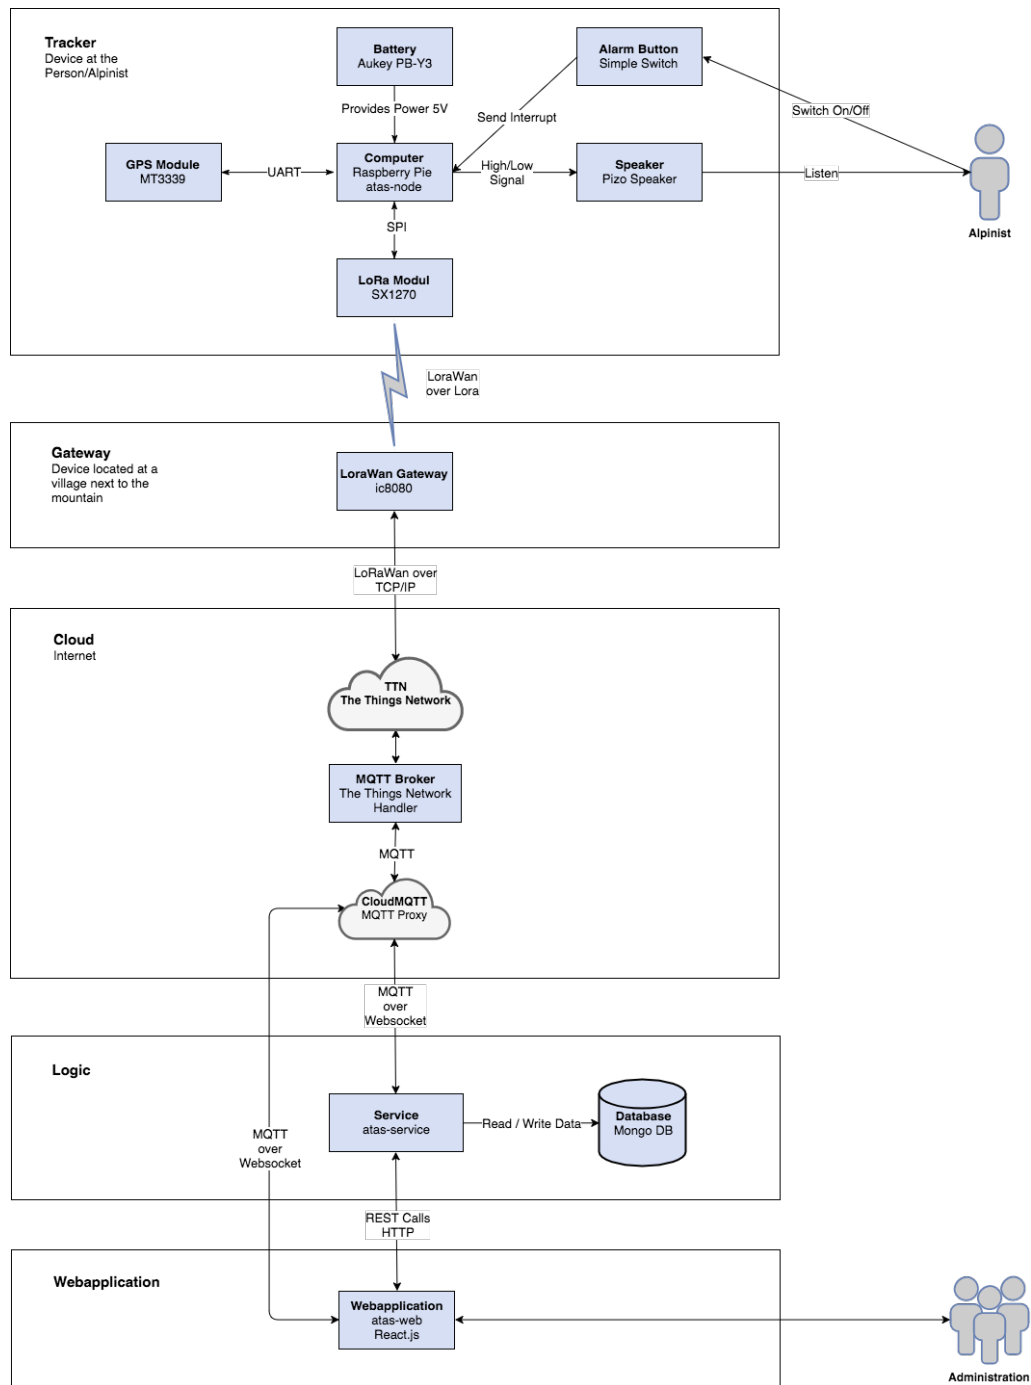 Tracker
Device at the
Person/Alpinist
Battery
Aukey PB-Y3
Alarm Button
Simple Switch
Provides Power 5V
Send Interrupt
Switch On/Off
GPS Module
MT3339
UART
Computer
Raspberry Pie
atas-node
High/Low
Signal
Speaker
Pizo Speaker
Listen
Alpinist
SPI
LoRa Modul
SX1270
LoraWan
over Lora
Gateway
Device located at a
village next to the
mountain
LoraWan Gateway
ic8080
LoRaWan over
TCP/IP
Cloud
Internet
TTN
The Things Network
MQTT Broker
The Things Network
Handler
MQTT
CloudMQTT
MQTT Proxy
MQTT
over
Websocket
Logic
Service
atas-service
Read / Write Data
Database
Mongo DB
MQTT
over
Websocket
REST Calls
HTTP
Webapplication
Webapplication
atas-web
React.js
Administration